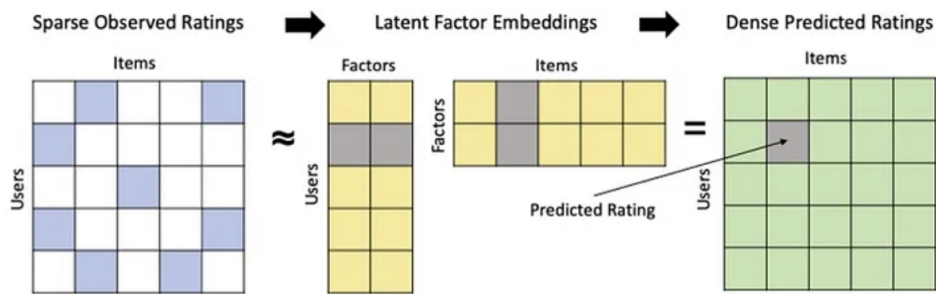 Sparse Observed Ratings
Latent Factor Embeddings
Dense Predicted Ratings
Items
Users
≈
Factors
Users
Items
Factors
=
Items
Users
Predicted Rating